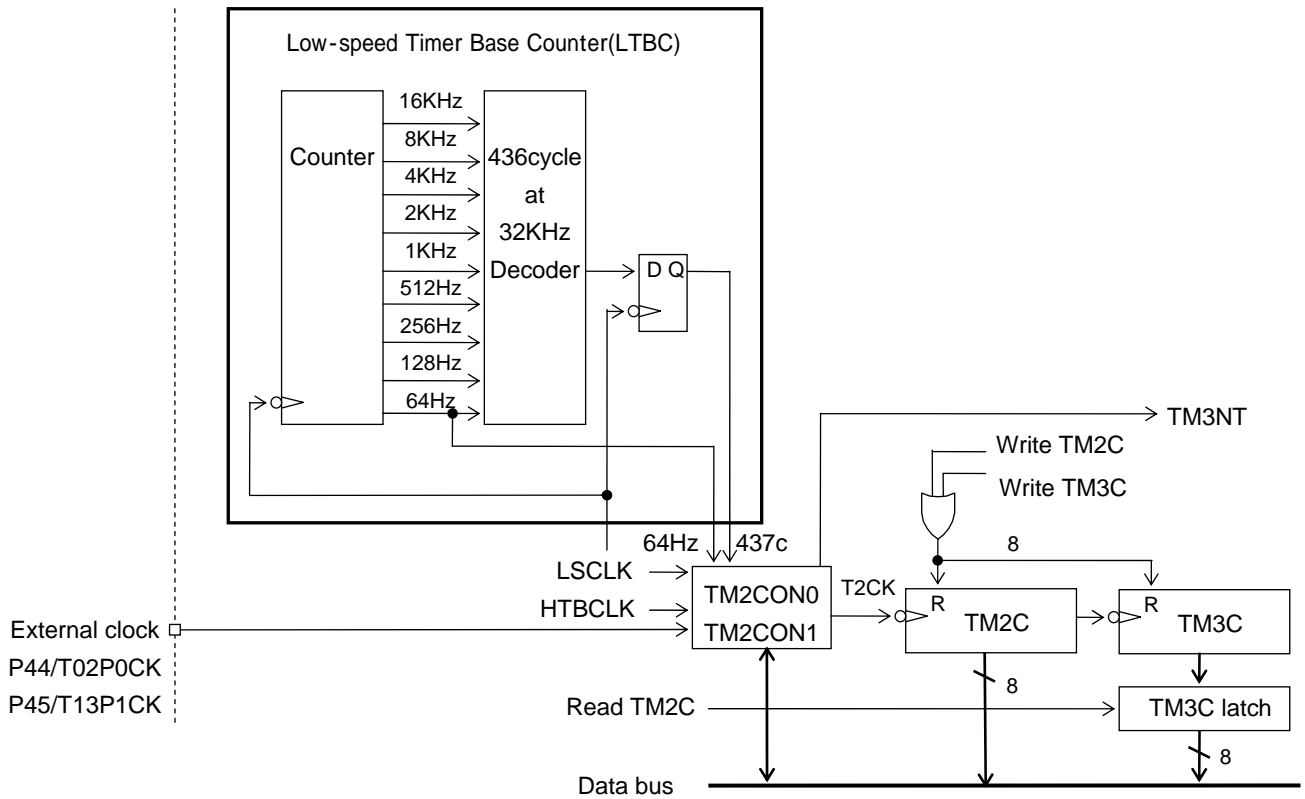 Low-speed Timer Base Counter(LTBC)
16KHz
8KHz
4KHz
2KHz
1KHz
512Hz
256Hz
128Hz
64Hz
Counter
436cycle
at
32KHz
Decoder
D Q
TM3NT
Write TM2C
Write TM3C
8
64Hz
437c
LSCLK
HTBCLK
TM2CON0
TM2CON1
T2CK
R
TM2C
R
TM3C
External clock
P44/T02P0CK
P45/T13P1CK
8
Read TM2C
TM3C latch
8
Data bus